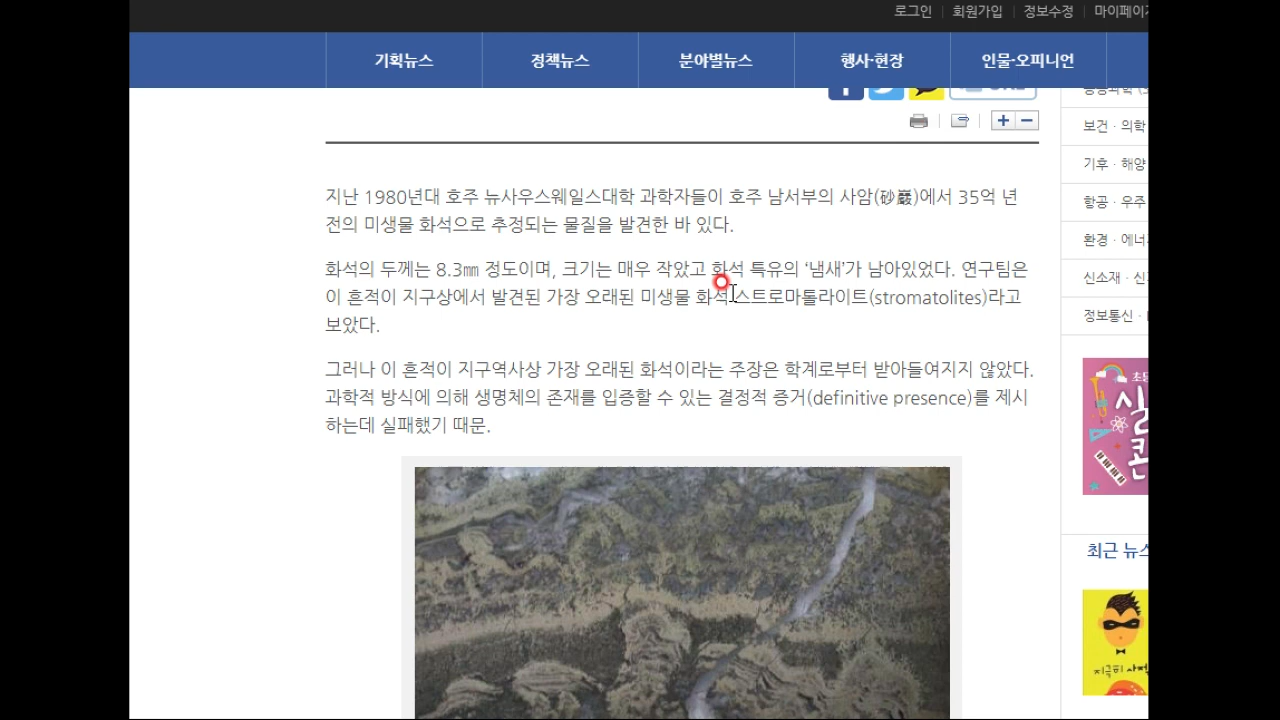 로그인 회원가입 정보수정
기획뉴스 정책뉴스 분야별뉴스 행사·현장 인물·오피니언
보건 · 의학
기후 · 해양
항공 · 우주
환경 · 에너
신소재 · 신
정보통신 ·
지난 1980년대 호주 뉴사우스웨일스대학 과학자들이 호주 남서부의 사암(砂巖)에서 35억 년
전의 미생물 화석으로 추정되는 물질을 발견한 바 있다.
화석의 두께는 8.3㎜ 정도이며, 크기는 매우 작았고 화석 특유의 ‘냄새’가 남아있었다. 연구팀은
이 흔적이 지구상에서 발견된 가장 오래된 미생물 화석 스트로마톨라이트(stromatolites)라고
보았다.
그러나 이 흔적이 지구역사상 가장 오래된 화석이라는 주장은 학계로부터 받아들여지지 않았다.
과학적 방식에 의해 생명체의 존재를 입증할 수 있는 결정적 증거(definitive presence)를 제시
하는데 실패했기 때문.
초등
실
콘
최근 뉴스
지극히 사적